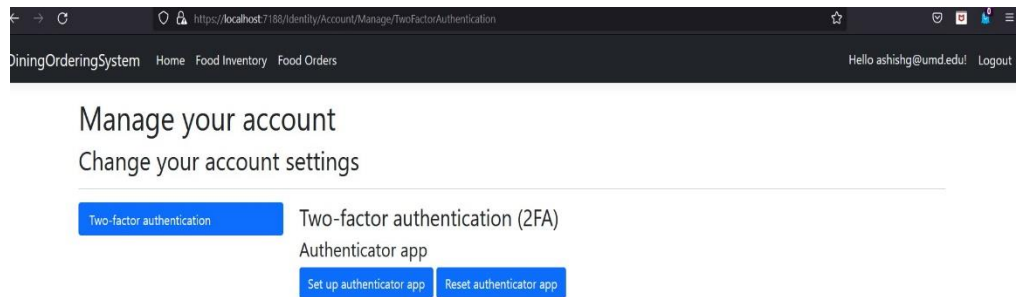 https://localhost:7188/Identity/Account/Manage/TwoFactorAuthentication
DiningOrderingSystem Home Food Inventory Food Orders Hello ashishg@umd.edu! Logout
Manage your account
Change your account settings
Two-factor authentication
Two-factor authentication (2FA)
Authenticator app
Set up authenticator app Reset authenticator app